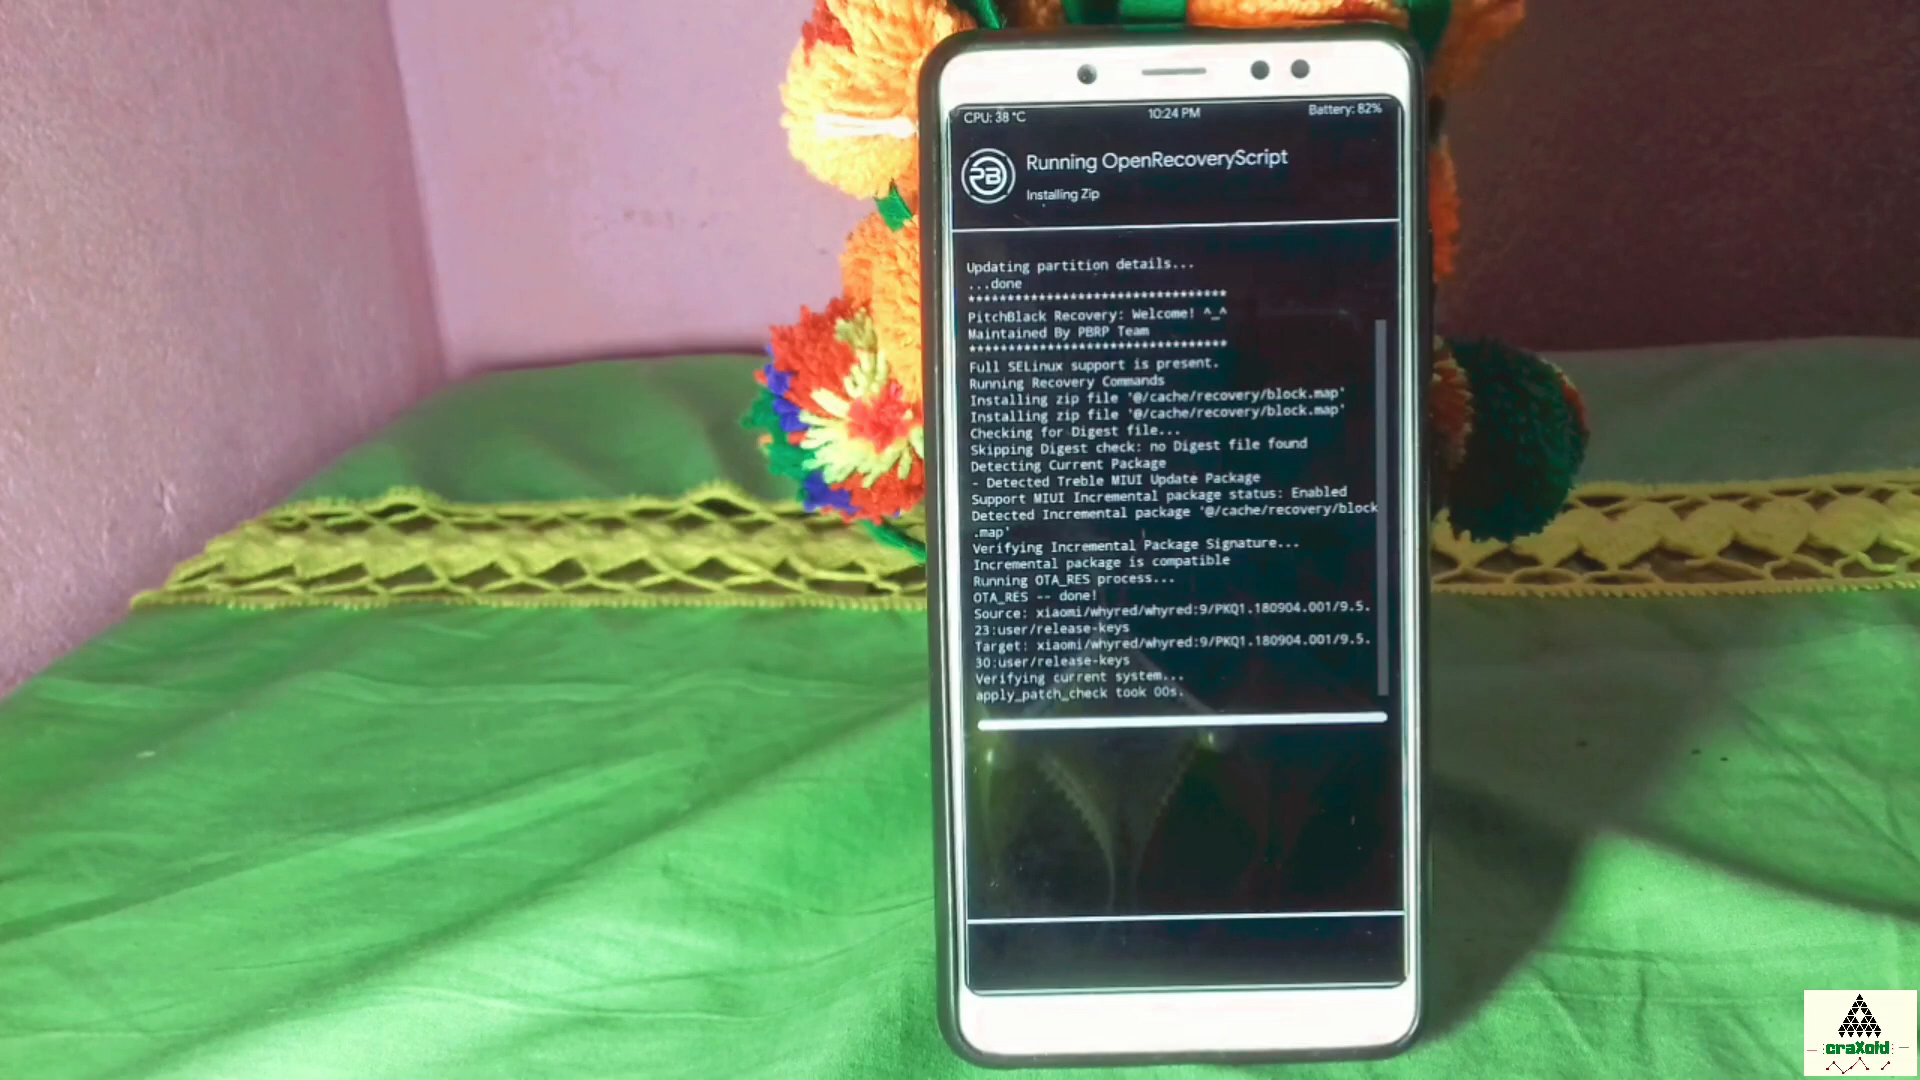 CPU: 38 °C
10:24 PM
Battery: 82%
PB
Running OpenRecoveryScript
Installing Zip
Updating partition details...
...done
*********************************
PitchBlack Recovery: Welcome! ^_^
Maintained By PBRP Team
*********************************
Full SELinux support is present.
Running Recovery Commands
Installing zip file '@/cache/recovery/block.map'
Installing zip file '@/cache/recovery/block.map'
Checking for Digest file...
Skipping Digest check: no Digest file found
Detecting Current Package
- Detected Treble MIUI Update Package
Support MIUI Incremental package status: Enabled
Detected Incremental package '@/cache/recovery/block
.map'
Verifying Incremental Package Signature...
Incremental package is compatible
Running OTA_RES process...
OTA_RES -- done!
Source: xiaomi/whyred/whyred:9/PKQ1.180904.001/9.5.
23:user/release-keys
Target: xiaomi/whyred/whyred:9/PKQ1.180904.001/9.5.
30:user/release-keys
Verifying current system...
apply_patch_check took 00s.
craXoid